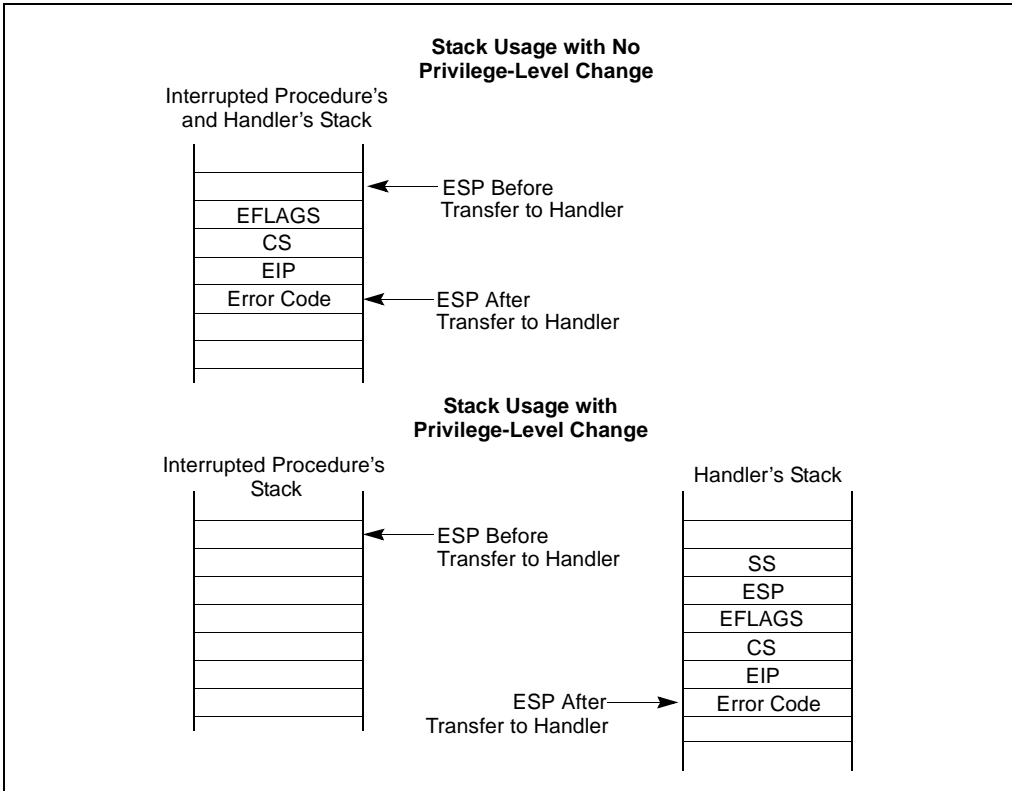 Stack Usage with No
Privilege-Level Change
Interrupted Procedure's
and Handler's Stack
ESP Before
Transfer to Handler
EFLAGS
CS
EIP
Error Code
ESP After
Transfer to Handler
Stack Usage with
Privilege-Level Change
Interrupted Procedure's
Stack
Handler's Stack
ESP Before
Transfer to Handler
SS
ESP
EFLAGS
CS
EIP
ESP After
Transfer to Handler
Error Code